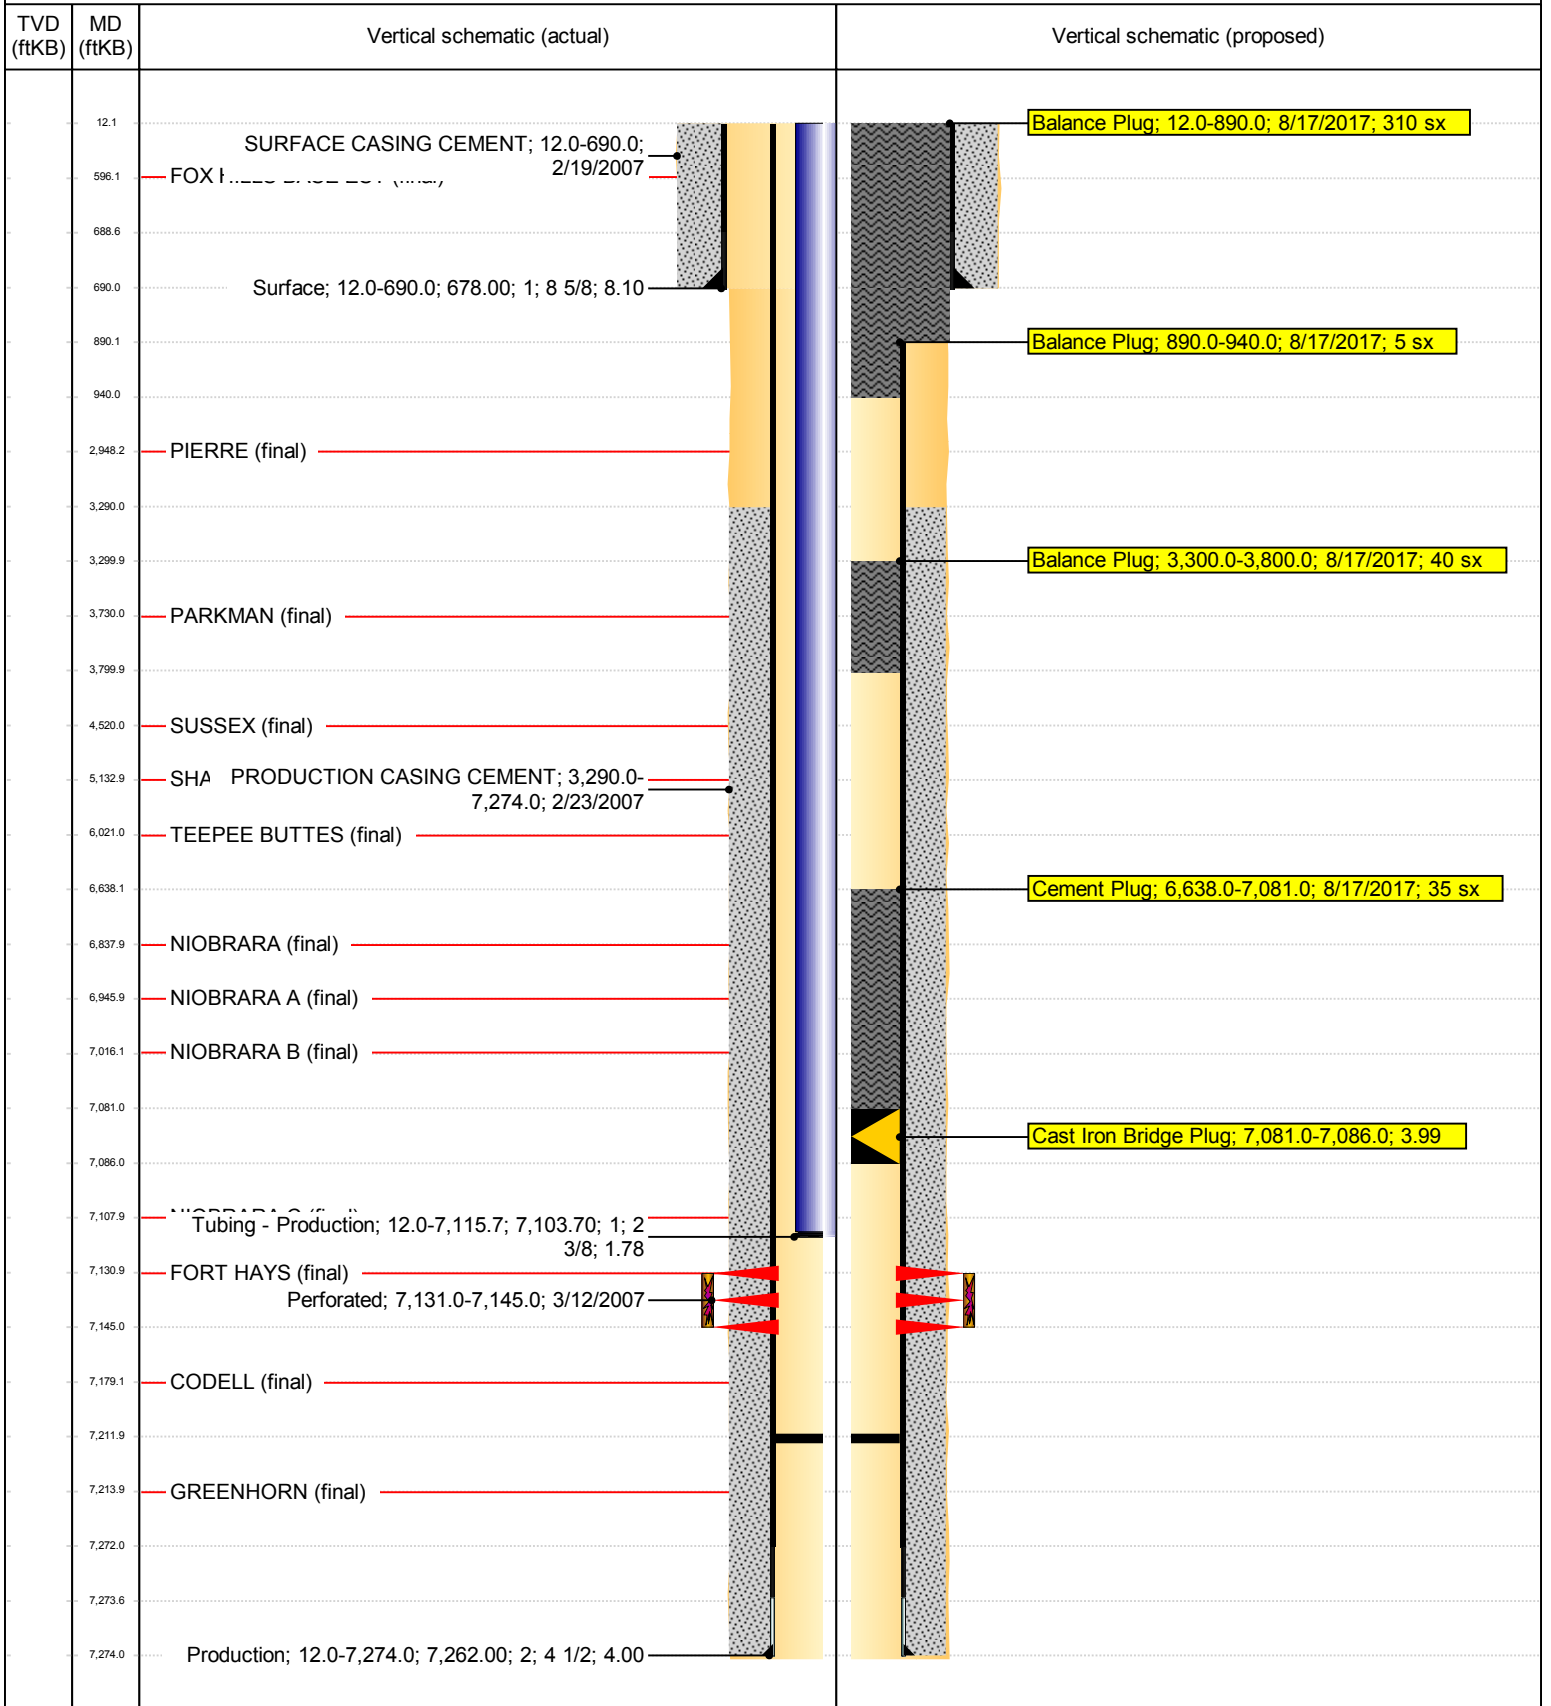 TVD (ftKB)
MD (ftKB)
Vertical schematic (actual)
Vertical schematic (proposed)
12.1
Balance Plug; 12.0-890.0; 8/17/2017; 310 sx
SURFACE CASING CEMENT; 12.0-690.0;
2/19/2007
596.1
FOX
688.6
690.0
Surface; 12.0-690.0; 678.00; 1; 8 5/8; 8.10
890.1
Balance Plug; 890.0-940.0; 8/17/2017; 5 sx
940.0
2,948.2
PIERRE (final)
3,290.0
3,299.9
Balance Plug; 3,300.0-3,800.0; 8/17/2017; 40 sx
3,730.0
PARKMAN (final)
3,799.9
4,520.0
SUSSEX (final)
5,132.9
SHA
PRODUCTION CASING CEMENT; 3,290.0-
7,274.0; 2/23/2007
6,021.0
TEEPEE BUTTES (final)
6,638.1
Cement Plug; 6,638.0-7,081.0; 8/17/2017; 35 sx
6,837.9
NIOBRARA (final)
6,945.9
NIOBRARA A (final)
7,016.1
NIOBRARA B (final)
7,081.0
Cast Iron Bridge Plug; 7,081.0-7,086.0; 3.99
7,086.0
7,107.9
Tubing - Production; 12.0-7,115.7; 7,103.70; 1; 2
3/8; 1.78
7,130.9
FORT HAYS (final)
Perforated; 7,131.0-7,145.0; 3/12/2007
7,145.0
7,179.1
CODELL (final)
7,211.9
7,213.9
GREENHORN (final)
7,272.0
7,273.6
7,274.0
Production; 12.0-7,274.0; 7,262.00; 2; 4 1/2; 4.00